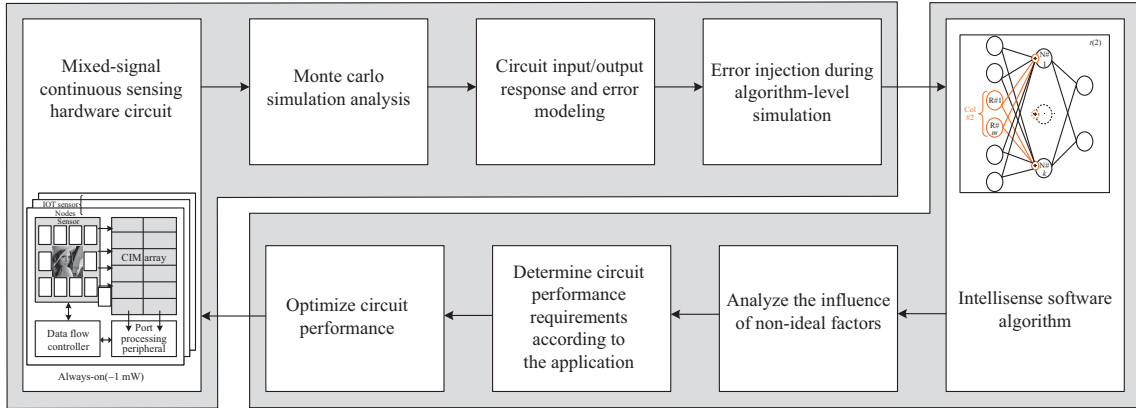 Mixed-signal
continuous sensing
hardware circuit
IOT sensor
Nodes
Sensor
CIM array
Data flow
controller
Port
processing
peripheral
Always-on(−1 mW)
Monte carlo
simulation analysis
Circuit input/output
response and error
modeling
Error injection during
algorithm-level
simulation
t(2)
N#
1
Col
#2
R#1
R#
m
N#
k
Intellisense software
algorithm
Analyze the influence
of non-ideal factors
Determine circuit
performance
requirements
according to
the application
Optimize circuit
performance